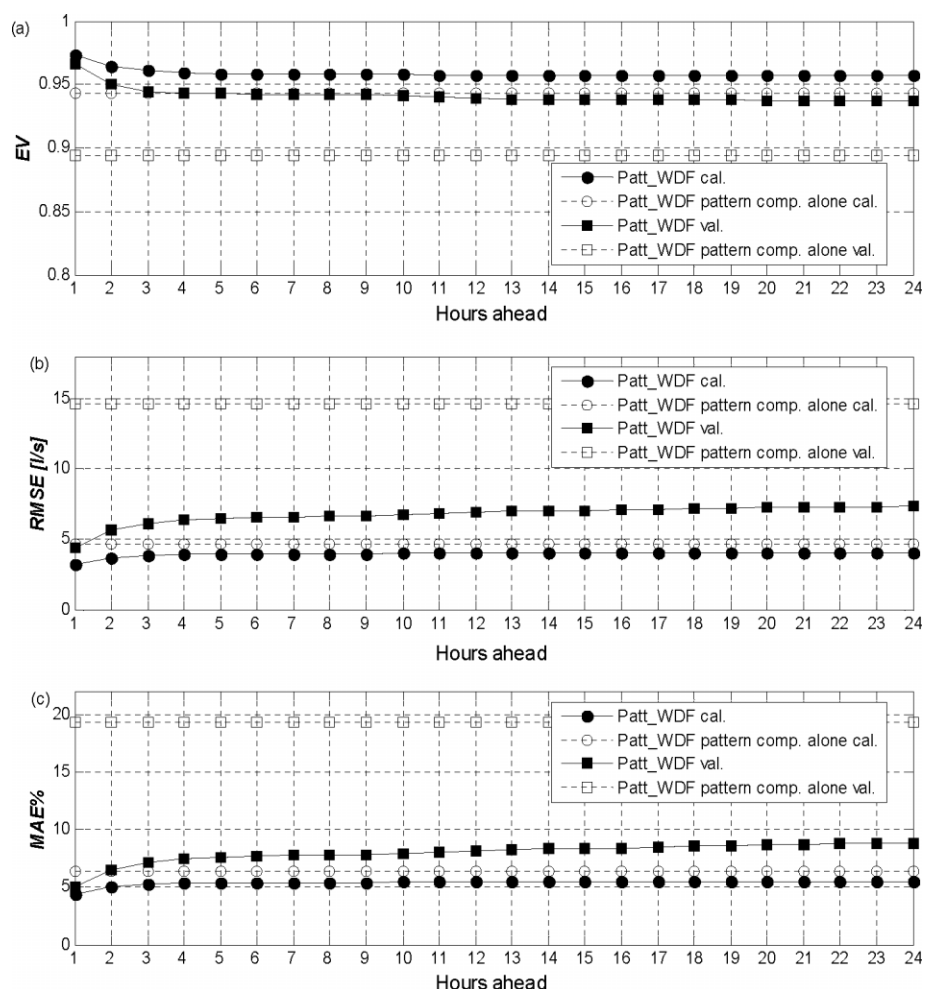 (a)
1
0.95
0.9
0.85
0.8
EV
Patt_WDF cal.
Patt_WDF pattern comp. alone cal.
Patt_WDF val.
Patt_WDF pattern comp. alone val.
1 2 3 4 5 6 7 8 9 10 11 12 13 14 15 16 17 18 19 20 21 22 23 24
Hours ahead
(b)
15
10
5
0
RMSE [l/s]
Patt_WDF cal.
Patt_WDF pattern comp. alone cal.
Patt_WDF val.
Patt_WDF pattern comp. alone val.
1 2 3 4 5 6 7 8 9 10 11 12 13 14 15 16 17 18 19 20 21 22 23 24
Hours ahead
(c)
20
15
10
5
0
MAE%
Patt_WDF cal.
Patt_WDF pattern comp. alone cal.
Patt_WDF val.
Patt_WDF pattern comp. alone val.
1 2 3 4 5 6 7 8 9 10 11 12 13 14 15 16 17 18 19 20 21 22 23 24
Hours ahead